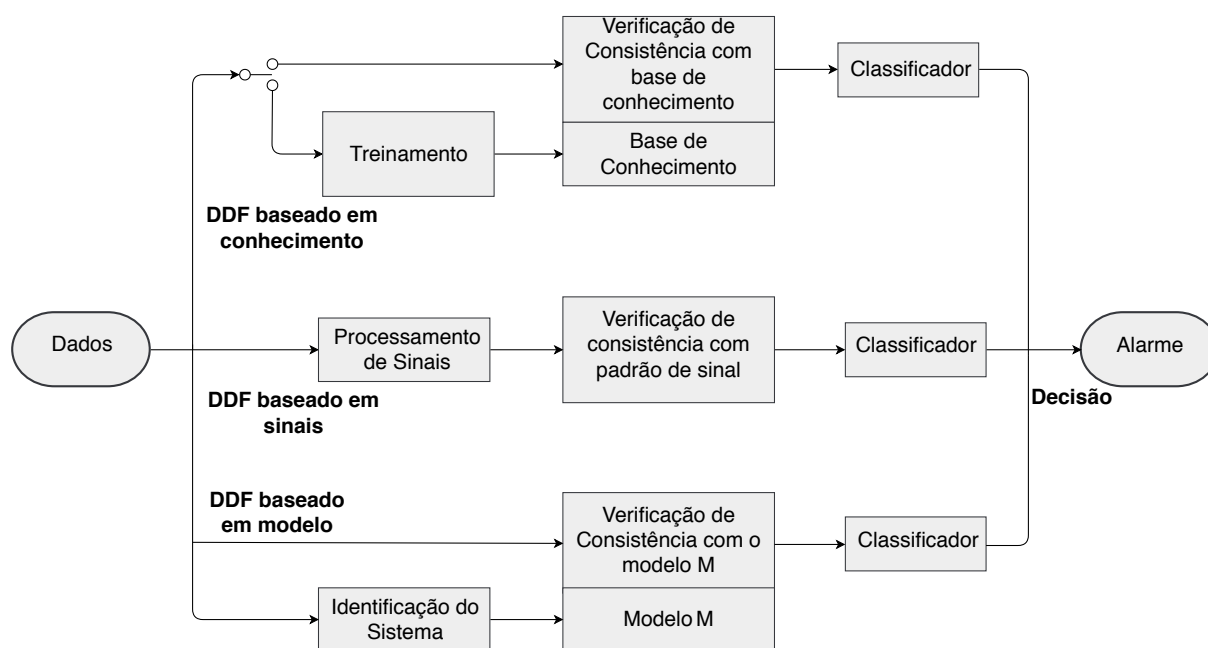 Verificação de
Consistência com
base de
conhecimento
Classificador
Treinamento
Base de
Conhecimento
DDF baseado em
conhecimento
Dados
Processamento
de Sinais
Verificação de
consistência com
padrão de sinal
Classificador
Alarme
DDF baseado em
sinais
Decisão
DDF baseado
em modelo
Verificação de
Consistência com o
modelo M
Classificador
Identificação do
Sistema
Modelo M